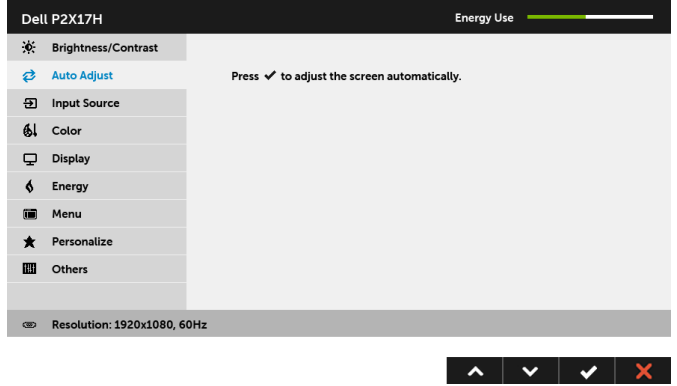 Dell P2X17H
Energy Use
Brightness/Contrast
Auto Adjust
Press ✔ to adjust the screen automatically.
Input Source
Color
Display
Energy
Menu
Personalize
Others
Resolution: 1920x1080, 60Hz